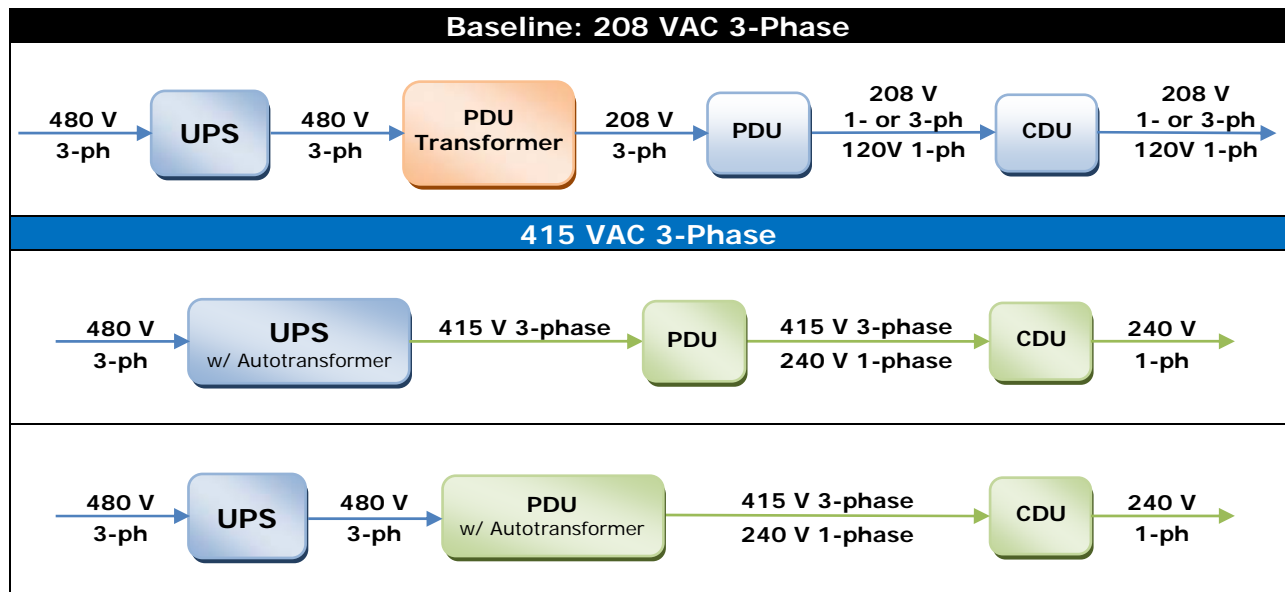 Baseline: 208 VAC 3-Phase
480 V
3-ph
UPS
480 V
3-ph
PDU
Transformer
208 V
3-ph
PDU
208 V
1- or 3-ph
120V 1-ph
CDU
208 V
1- or 3-ph
120V 1-ph
415 VAC 3-Phase
480 V
3-ph
UPS
w/ Autotransformer
415 V 3-phase
PDU
415 V 3-phase
240 V 1-phase
CDU
240 V
1-ph
480 V
3-ph
UPS
480 V
3-ph
PDU
w/ Autotransformer
415 V 3-phase
240 V 1-phase
CDU
240 V
1-ph